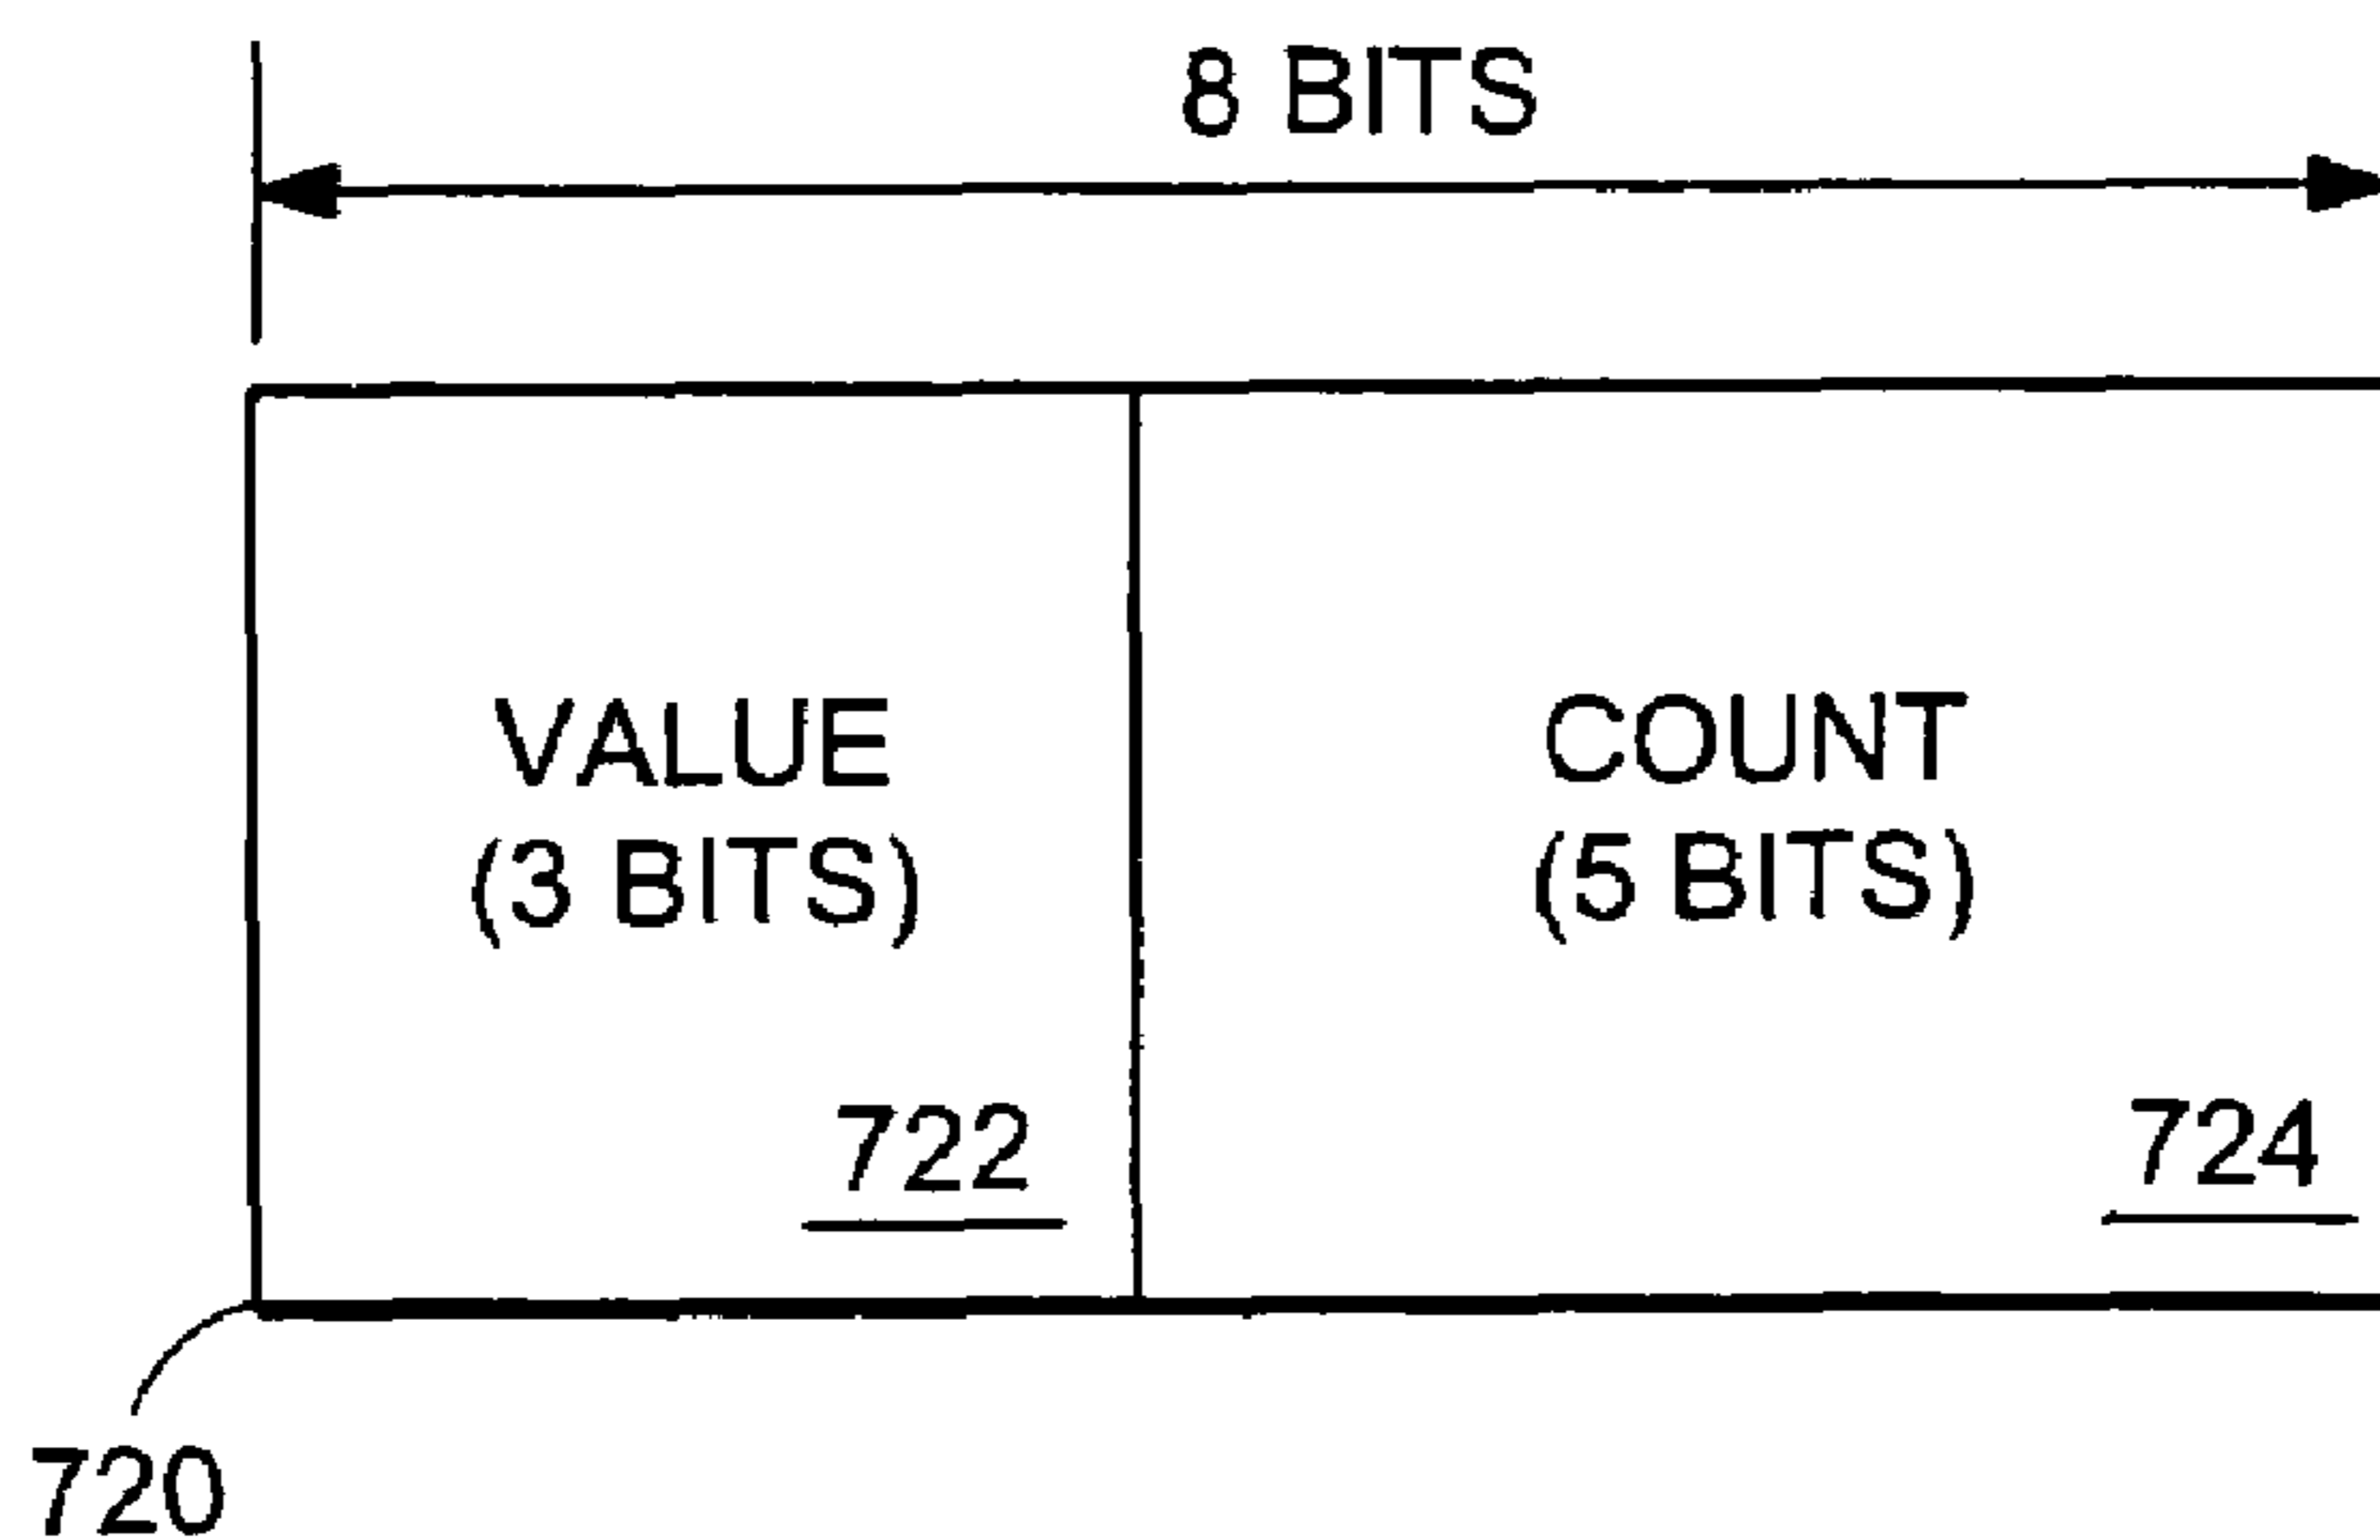 8 BITS
VALUE
(3 BITS)
COUNT
(5 BITS)
722
724
720